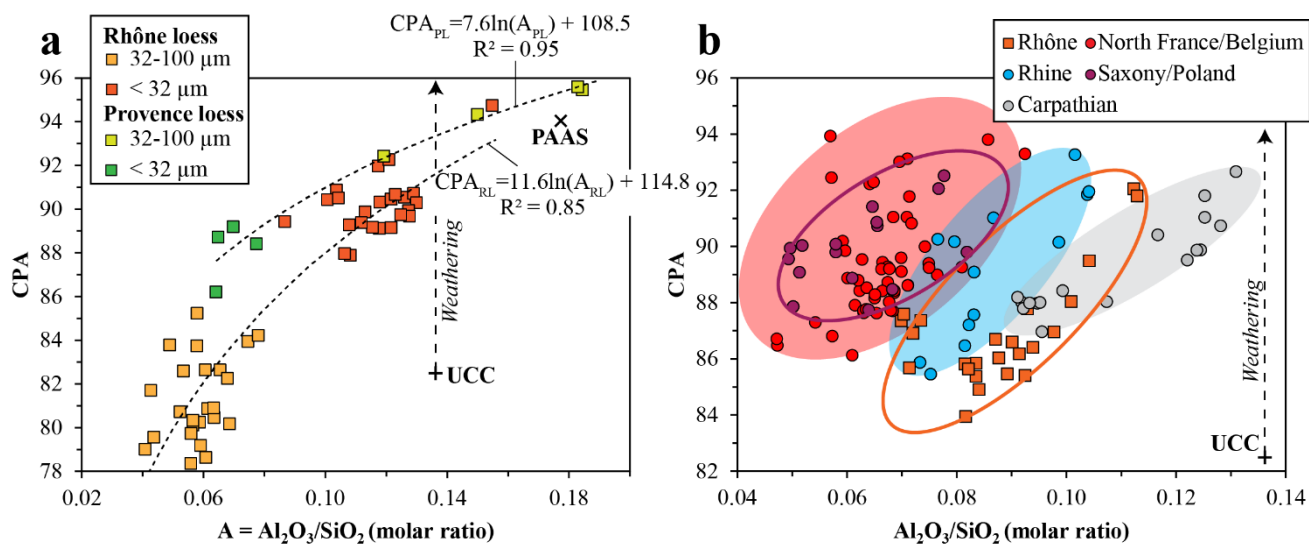 a
Rhône loess
32-100 µm
< 32 µm
Provence loess
32-100 µm
< 32 µm
CPA_PL=7.6ln(A_PL) + 108.5
R² = 0.95
PAAS
CPA_RL=11.6ln(A_RL) + 114.8
R² = 0.85
Weathering
UCC
CPA
96
94
92
90
88
86
84
82
80
78
0.02
0.06
0.10
0.14
0.18
A = Al₂O₃/SiO₂ (molar ratio)
b
Rhône
North France/Belgium
Rhine
Saxony/Poland
Carpathian
Weathering
UCC
CPA
96
94
92
90
88
86
84
82
0.04
0.06
0.08
0.10
0.12
0.14
Al₂O₃/SiO₂ (molar ratio)